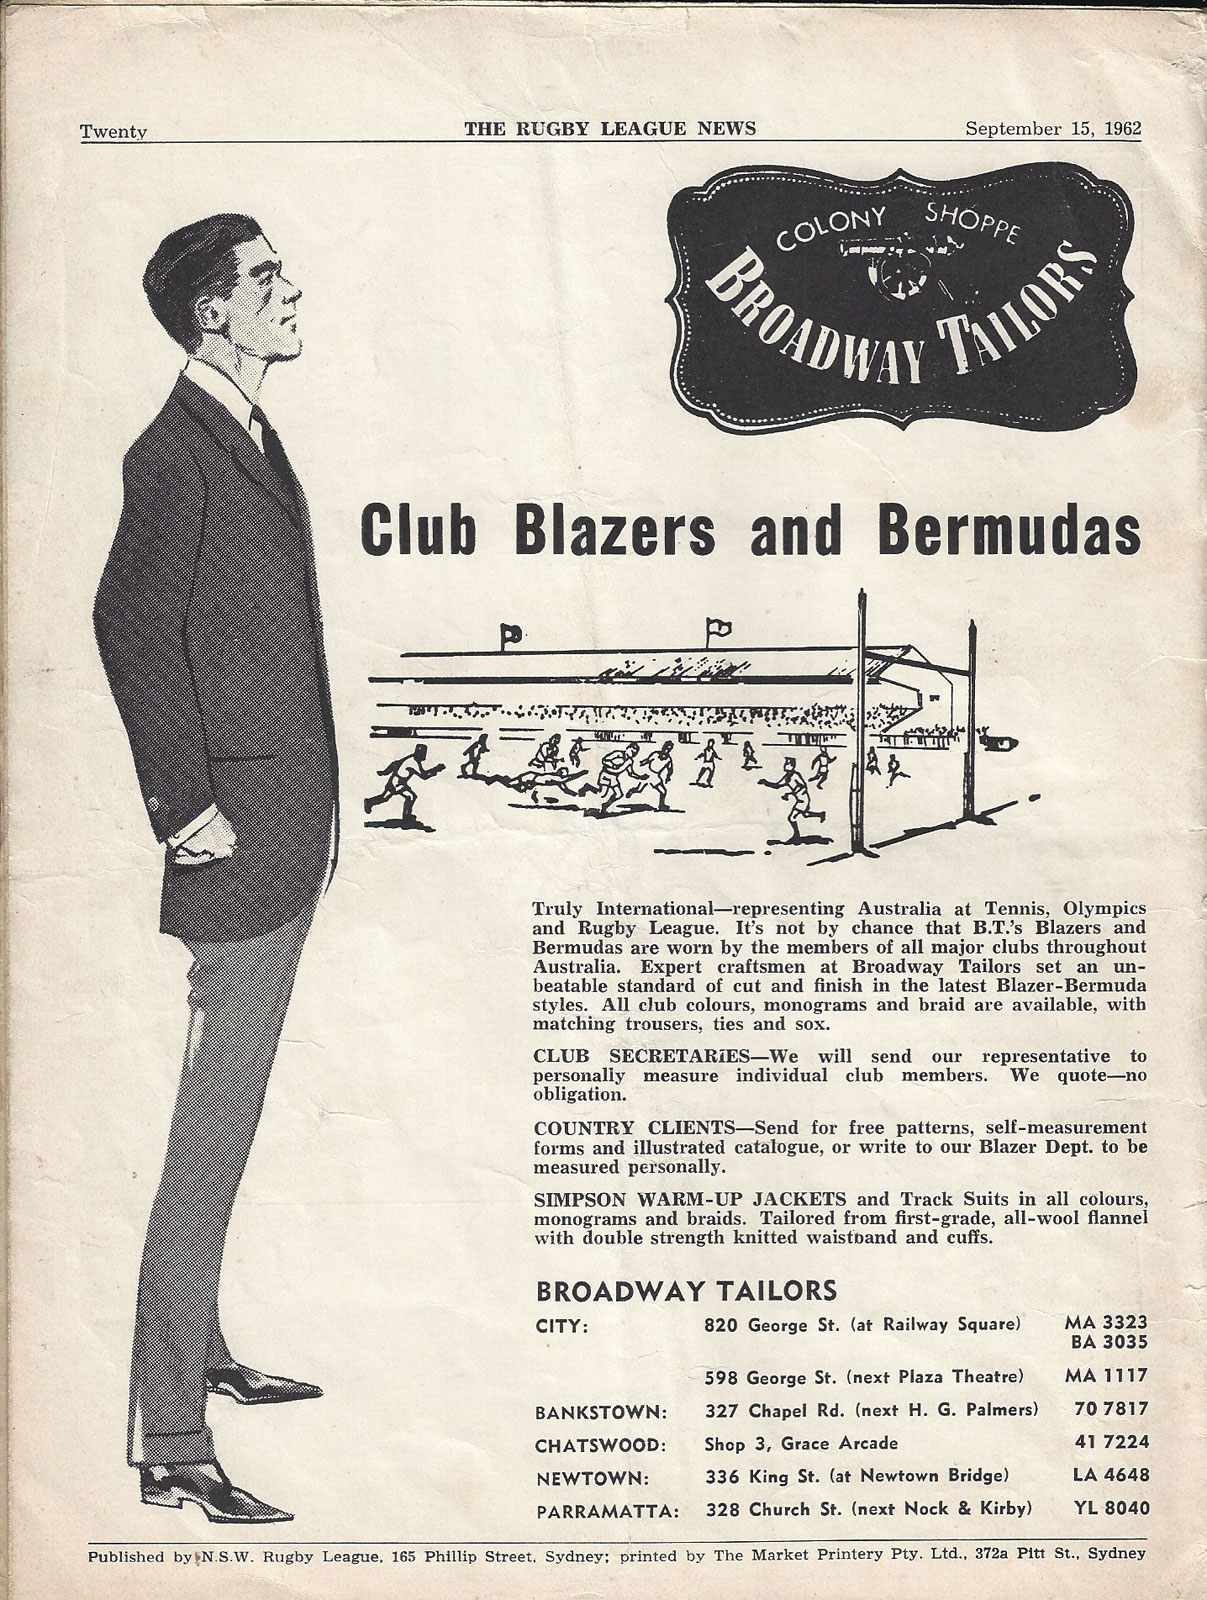 Twenty THE RUGBY LEAGUE NEWS September 15, 1962
COLONY SHOPPE
BROADWAY TAILORS
Club Blazers and Bermudas
Truly International—representing Australia at Tennis, Olympics
and Rugby League. It's not by chance that B.T.'s Blazers and
Bermudas are worn by the members of all major clubs throughout
Australia. Expert craftsmen at Broadway Tailors set an un-
beatable standard of cut and finish in the latest Blazer-Bermuda
styles. All club colours, monograms and braid are available, with
matching trousers, ties and sox.
CLUB SECRETARIES—We will send our representative to
personally measure individual club members. We quote—no
obligation.
COUNTRY CLIENTS—Send for free patterns, self-measurement
forms and illustrated catalogue, or write to our Blazer Dept. to be
measured personally.
SIMPSON WARM-UP JACKETS and Track Suits in all colours,
monograms and braids. Tailored from first-grade, all-wool flannel
with double strength knitted waistband and cuffs.
BROADWAY TAILORS
CITY: 820 George St. (at Railway Square) MA 3323
BA 3035
598 George St. (next Plaza Theatre) MA 1117
BANKSTOWN: 327 Chapel Rd. (next H. G. Palmers) 70 7817
CHATSWOOD: Shop 3, Grace Arcade 41 7224
NEWTOWN: 336 King St. (at Newtown Bridge) LA 4648
PARRAMATTA: 328 Church St. (next Nock & Kirby) YL 8040
Published by N.S.W. Rugby League, 165 Phillip Street, Sydney; printed by The Market Printery Pty. Ltd., 372a Pitt St., Sydney